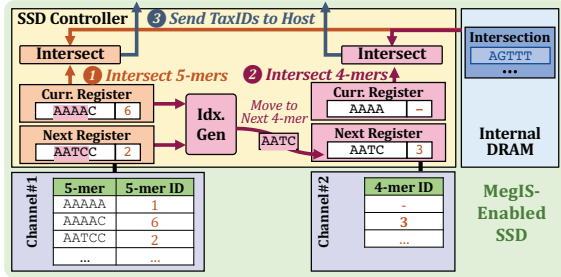 SSD Controller
3 Send TaxIDs to Host
Intersect
Intersect
Intersection
AGTTT
...
1 Intersect 5-mers
2 Intersect 4-mers
Curr. Register
AAAAC 6
Next Register
AATCC 2
Idx. Gen
Move to Next 4-mer
AATC
Curr. Register
AAAA –
Next Register
AATC 3
Internal DRAM
Channel#1
5-mer 5-mer ID
AAAAA 1
AAAAC 6
AATCC 2
... ...
Channel#2
4-mer ID
-
3
...
MegIS-
Enabled
SSD